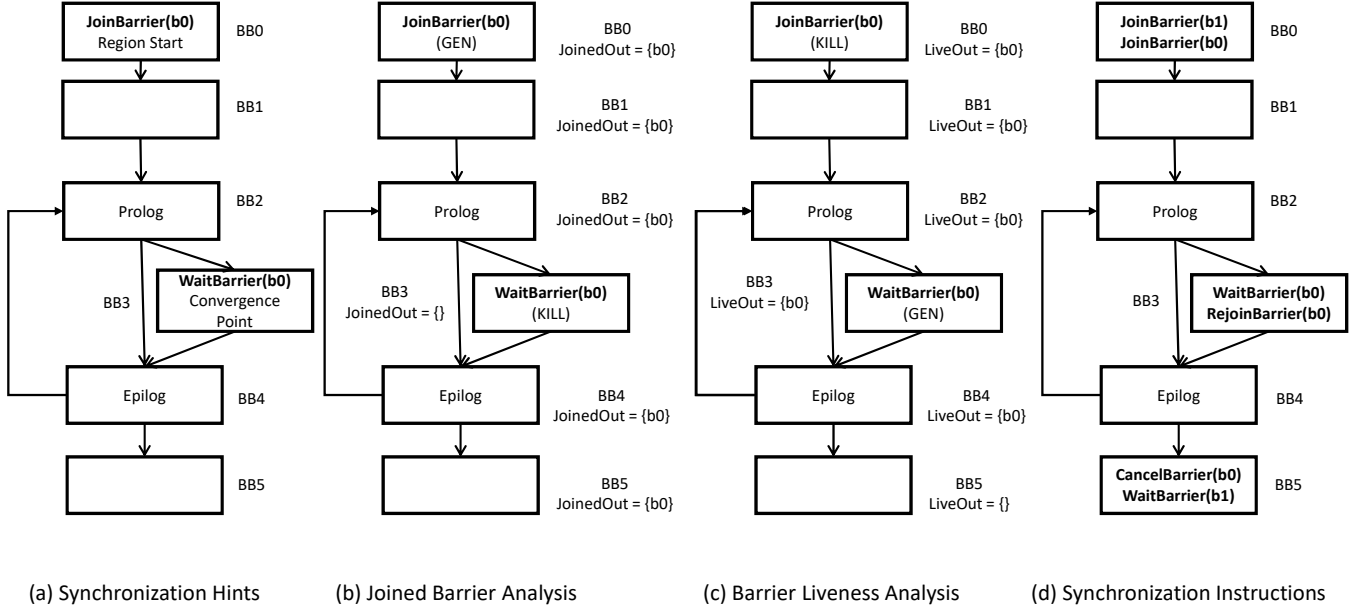 JoinBarrier(b0)
Region Start
BB0
BB1
Prolog
BB2
WaitBarrier(b0)
Convergence
Point
BB3
Epilog
BB4
BB5
(a) Synchronization Hints
JoinBarrier(b0)
(GEN)
BB0
JoinedOut = {b0}
BB1
JoinedOut = {b0}
Prolog
BB2
JoinedOut = {b0}
BB3
JoinedOut = {}
WaitBarrier(b0)
(KILL)
Epilog
BB4
JoinedOut = {b0}
BB5
JoinedOut = {b0}
(b) Joined Barrier Analysis
JoinBarrier(b0)
(KILL)
BB0
LiveOut = {b0}
BB1
LiveOut = {b0}
Prolog
BB2
LiveOut = {b0}
BB3
LiveOut = {b0}
WaitBarrier(b0)
(GEN)
Epilog
BB4
LiveOut = {b0}
BB5
LiveOut = {}
(c) Barrier Liveness Analysis
JoinBarrier(b1)
JoinBarrier(b0)
BB0
BB1
Prolog
BB2
BB3
WaitBarrier(b0)
RejoinBarrier(b0)
Epilog
BB4
CancelBarrier(b0)
WaitBarrier(b1)
BB5
(d) Synchronization Instructions